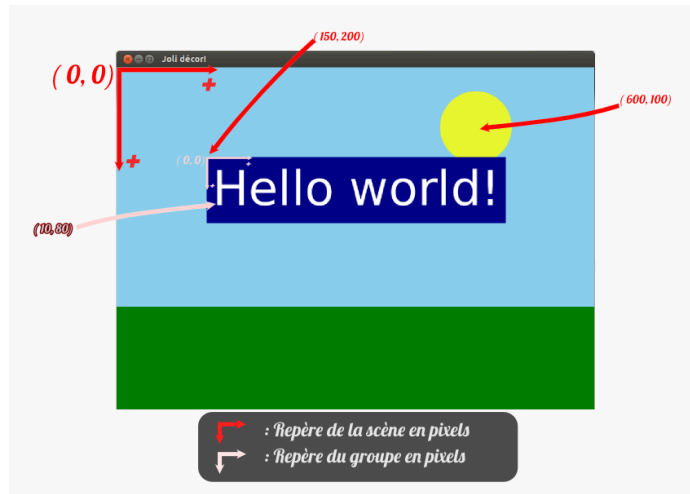 ( 150, 200)
Joli décor!
( 0, 0)
+
( 600, 100)
+
( 0, 0)
+
+
Hello world!
(10, 80)
: Repère de la scène en pixels
: Repère du groupe en pixels